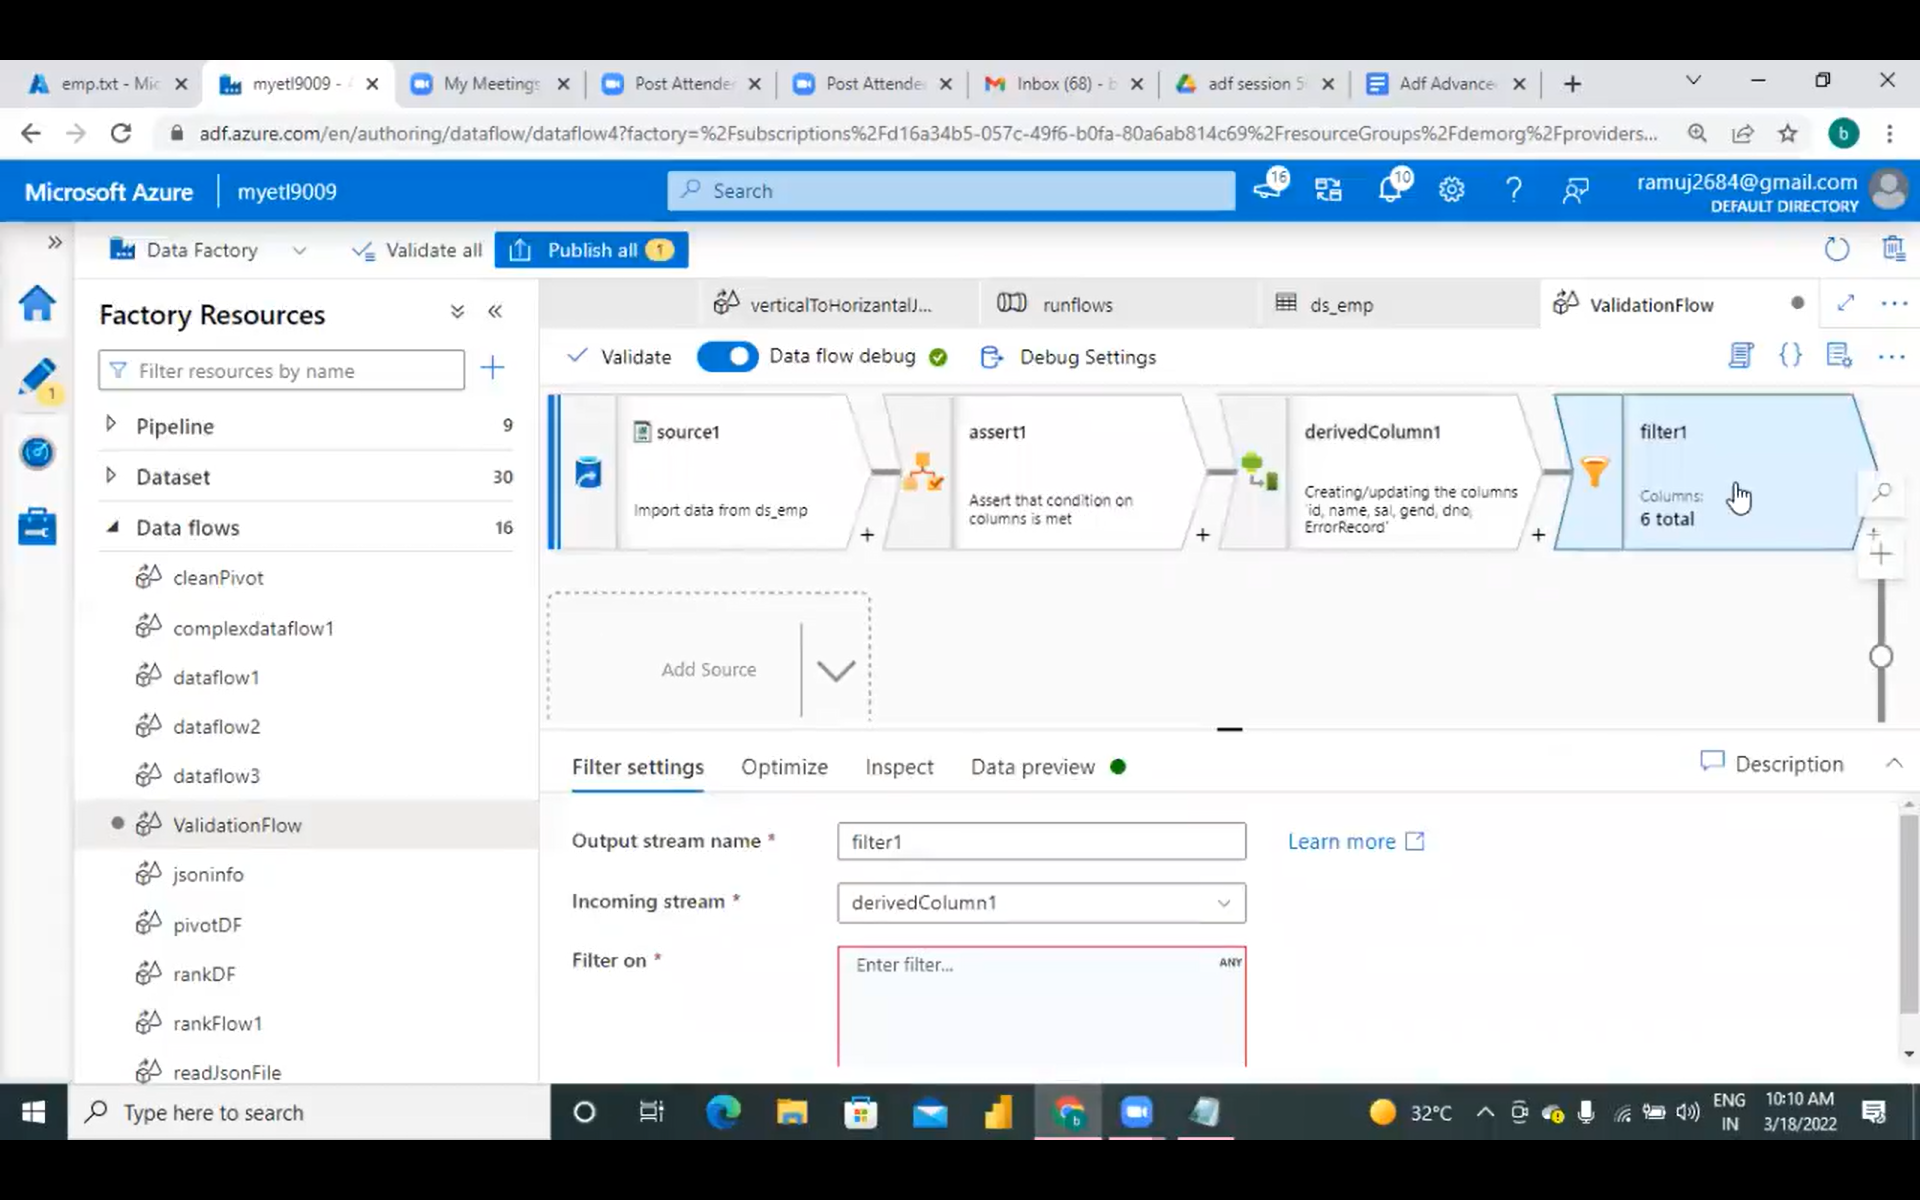 emp.txt - Mic
myetl9009 - A
My Meetings
Post Attende
Post Attende
Inbox (68) - b
adf session 5
Adf Advance
adf.azure.com/en/authoring/dataflow/dataflow4?factory=%2Fsubscriptions%2Fd16a34b5-057c-49f6-b0fa-80a6ab814c69%2FresourceGroups%2Fdemorg%2Fproviders...
b
Microsoft Azure
myetl9009
Search
16
10
?
ramuj2684@gmail.com
DEFAULT DIRECTORY
Data Factory
Validate all
Publish all 1
Factory Resources
verticalToHorizantalJ...
runflows
ds_emp
ValidationFlow
Filter resources by name
Validate
Data flow debug
Debug Settings
1
Pipeline 9
Dataset 30
Data flows 16
cleanPivot
complexdataflow1
dataflow1
dataflow2
dataflow3
ValidationFlow
jsoninfo
pivotDF
rankDF
rankFlow1
readJsonFile
source1
Import data from ds_emp
assert1
Assert that condition on
columns is met
derivedColumn1
Creating/updating the columns
'id, name, sal, gend, dno,
ErrorRecord'
filter1
Columns:
6 total
Add Source
Filter settings
Optimize
Inspect
Data preview
Description
Output stream name *
filter1
Learn more
Incoming stream *
derivedColumn1
Filter on *
Enter filter...
ANY
Type here to search
32°C
ENG
IN
10:10 AM
3/18/2022